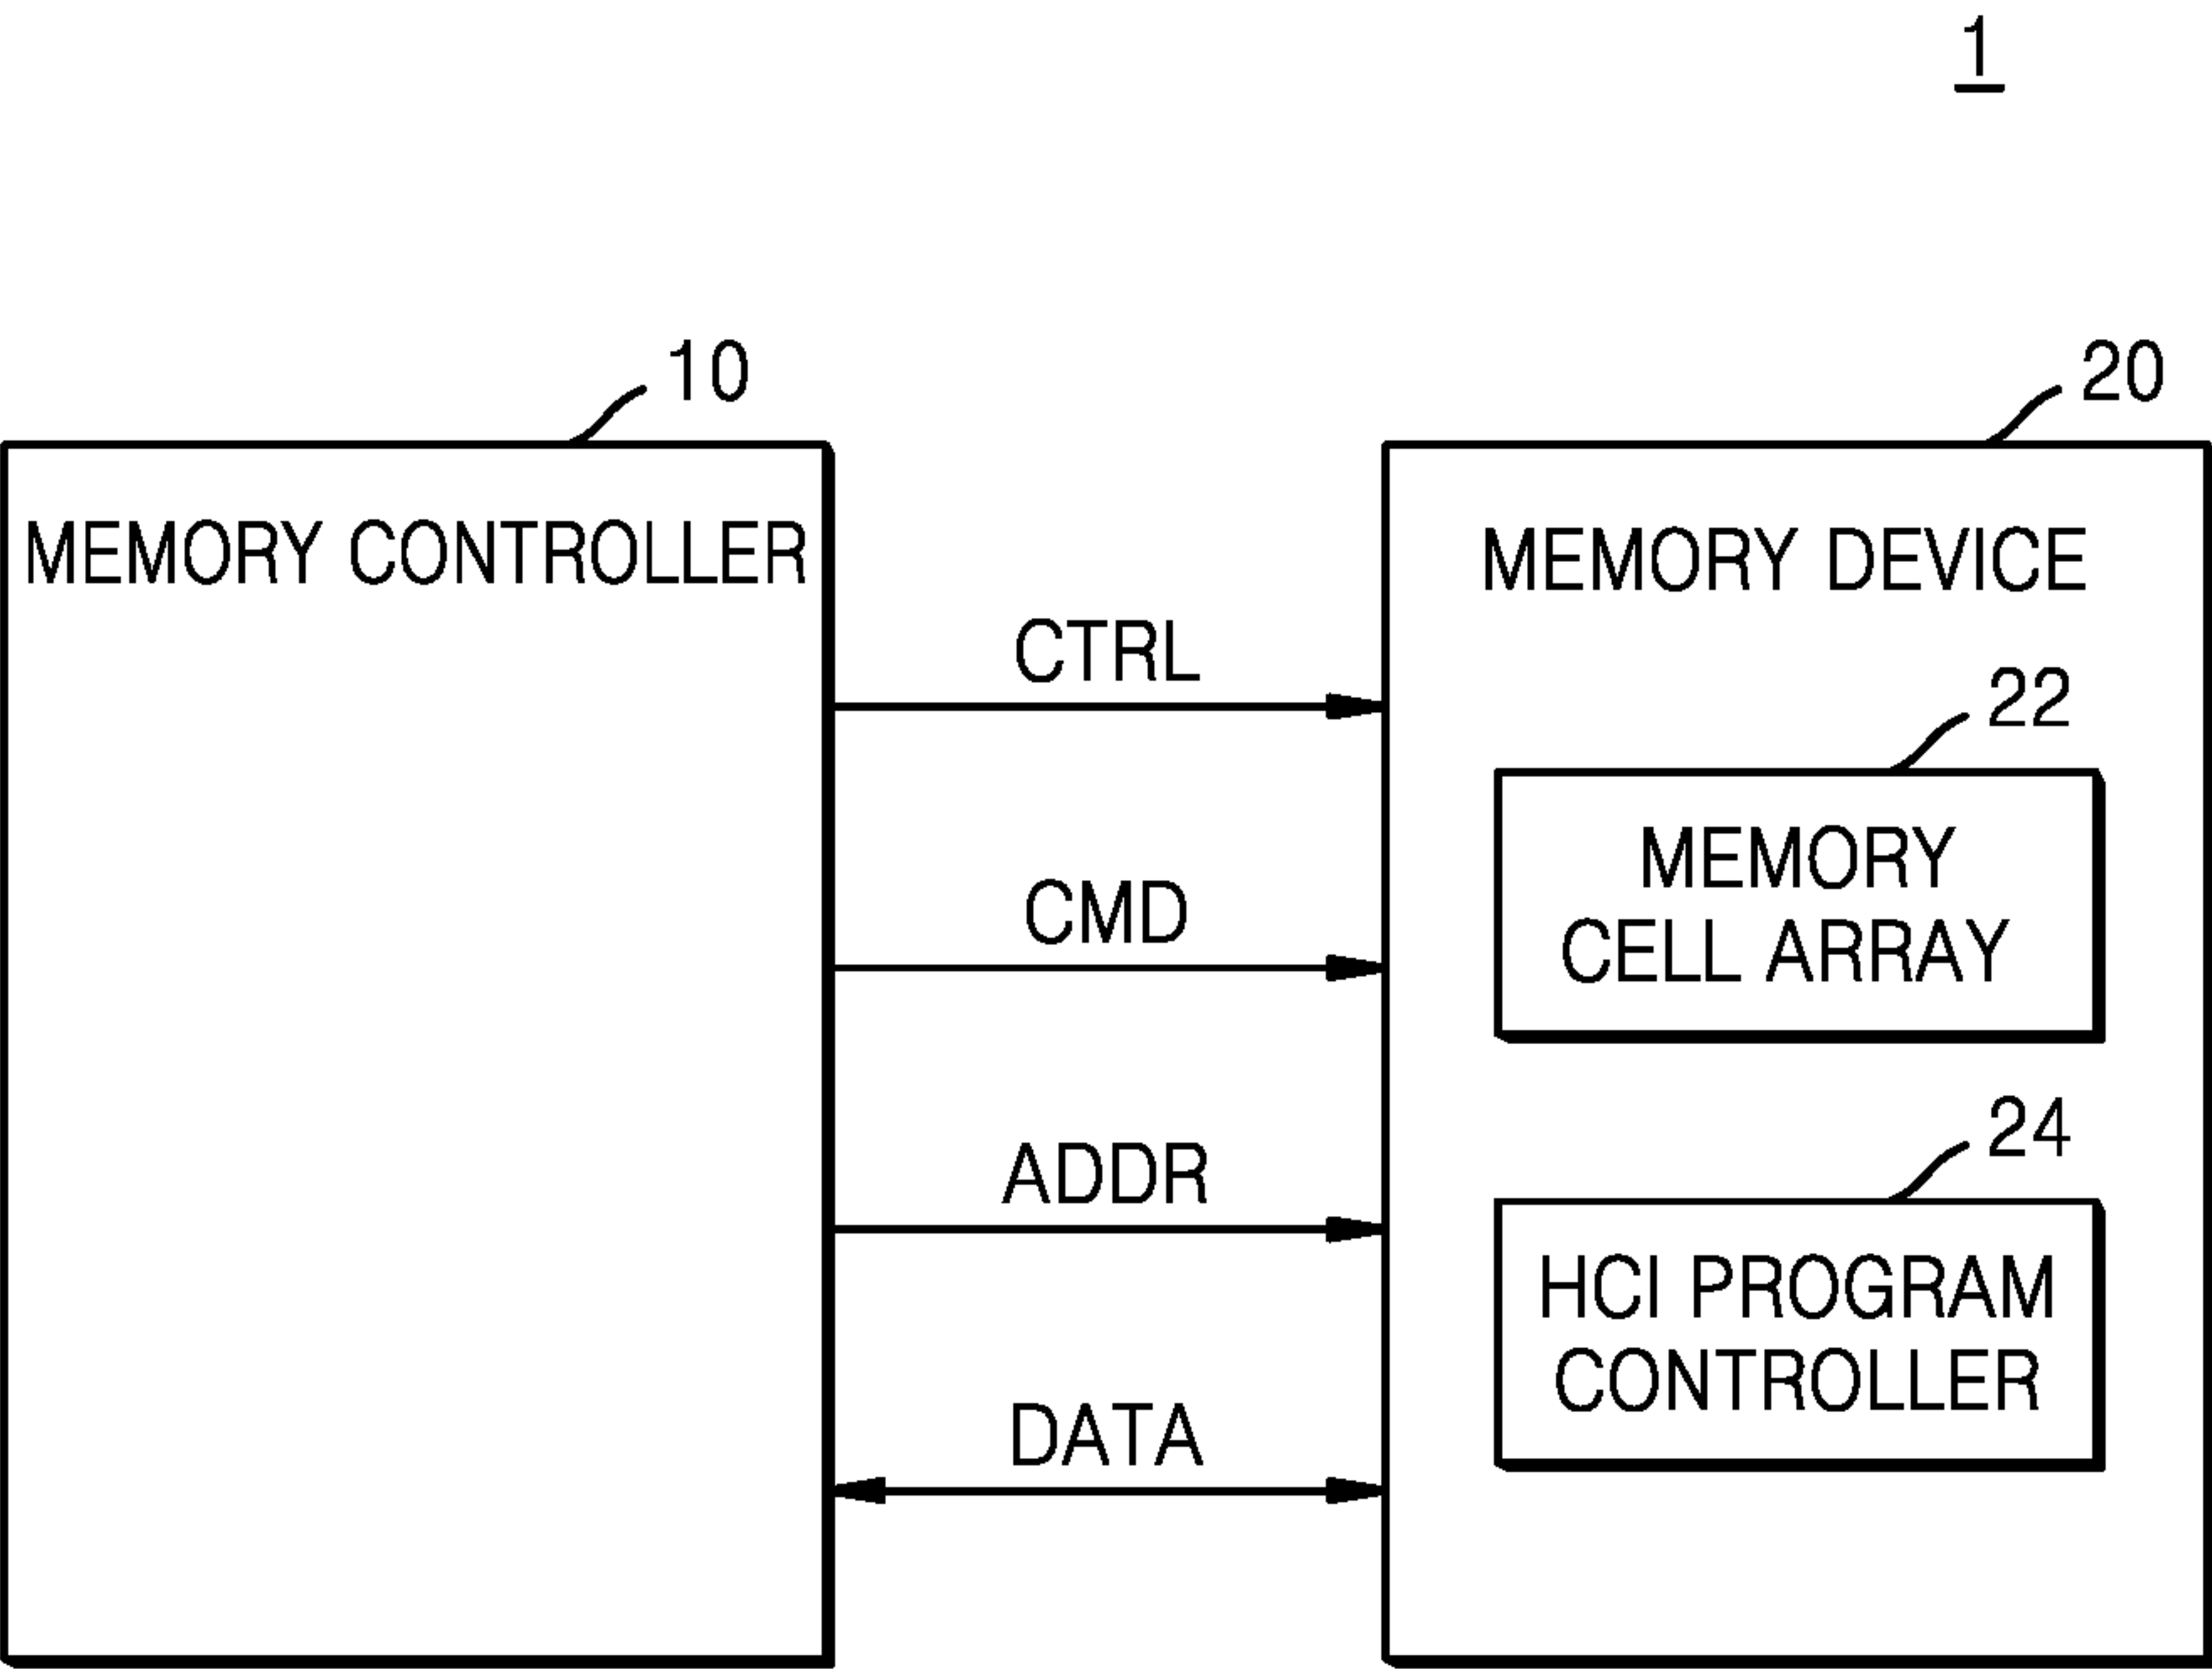 1
10
20
MEMORY CONTROLLER
MEMORY DEVICE
CTRL
22
MEMORY
CELL ARRAY
CMD
24
ADDR
HCI PROGRAM
CONTROLLER
DATA